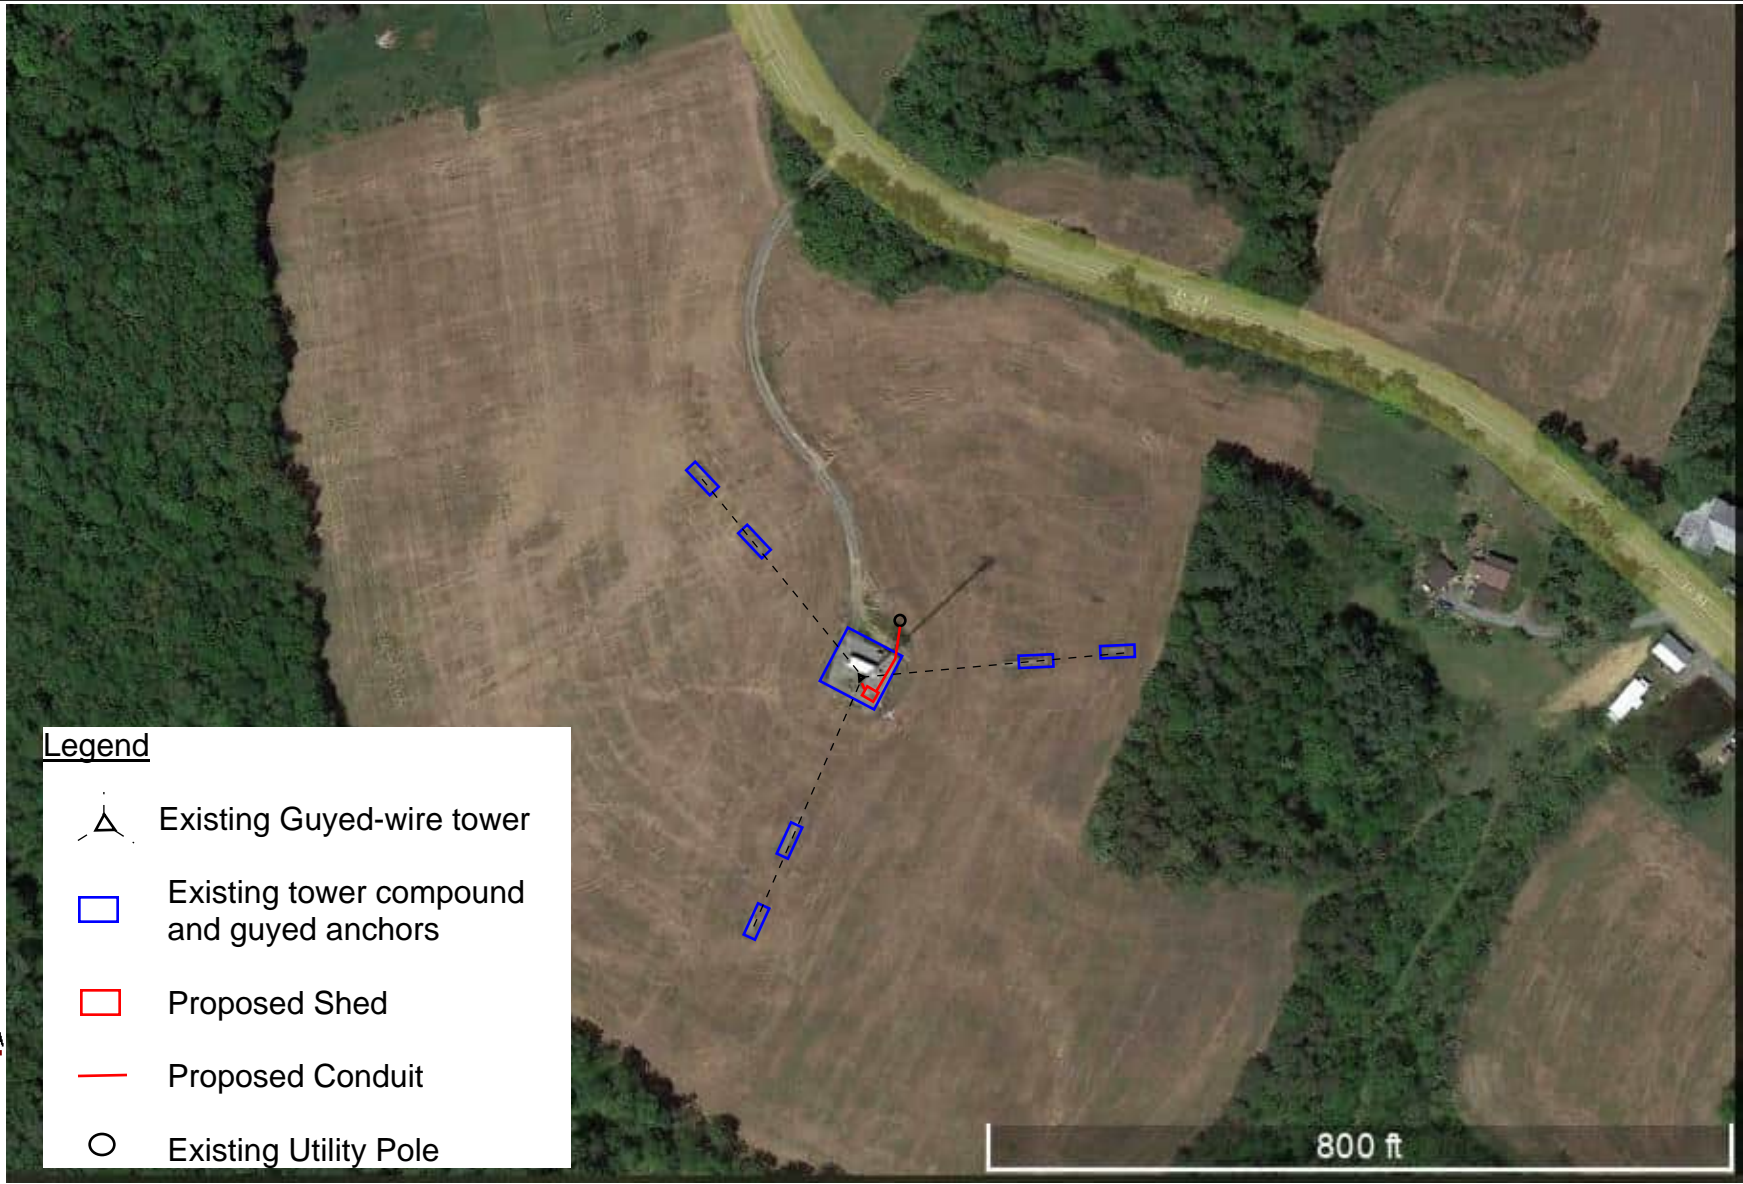 Legend
Existing Guyed-wire tower
Existing tower compound
and guyed anchors
Proposed Shed
Proposed Conduit
Existing Utility Pole
800 ft